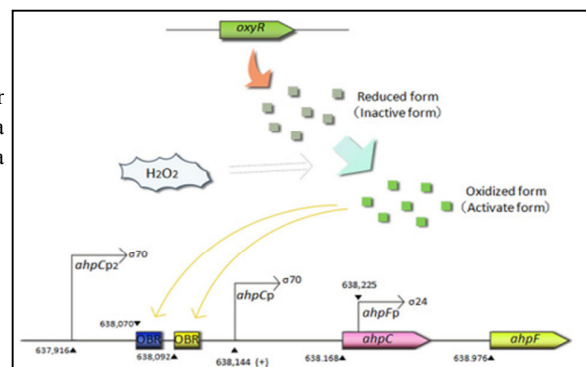 r
a
a
oxyR
Reduced form
(Inactive form)
H2O2
Oxidized form
(Activate form)
ahpCp2
σ70
ahpCp
σ70
638,225
ahpFp
σ24
638,070
OBR
OBR
ahpC
ahpF
637,916
638,092
638,144 (+)
638.168
638.976